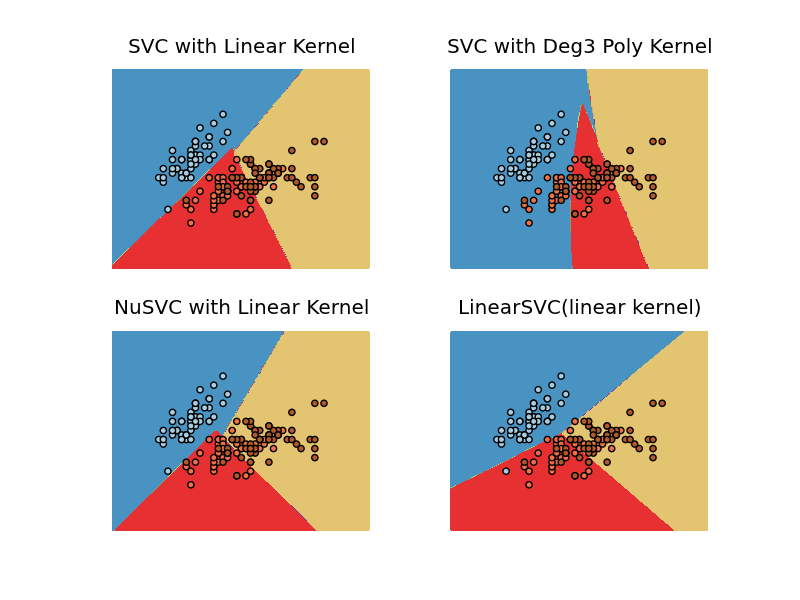 SVC with Linear Kernel
SVC with Deg3 Poly Kernel
NuSVC with Linear Kernel
LinearSVC(linear kernel)